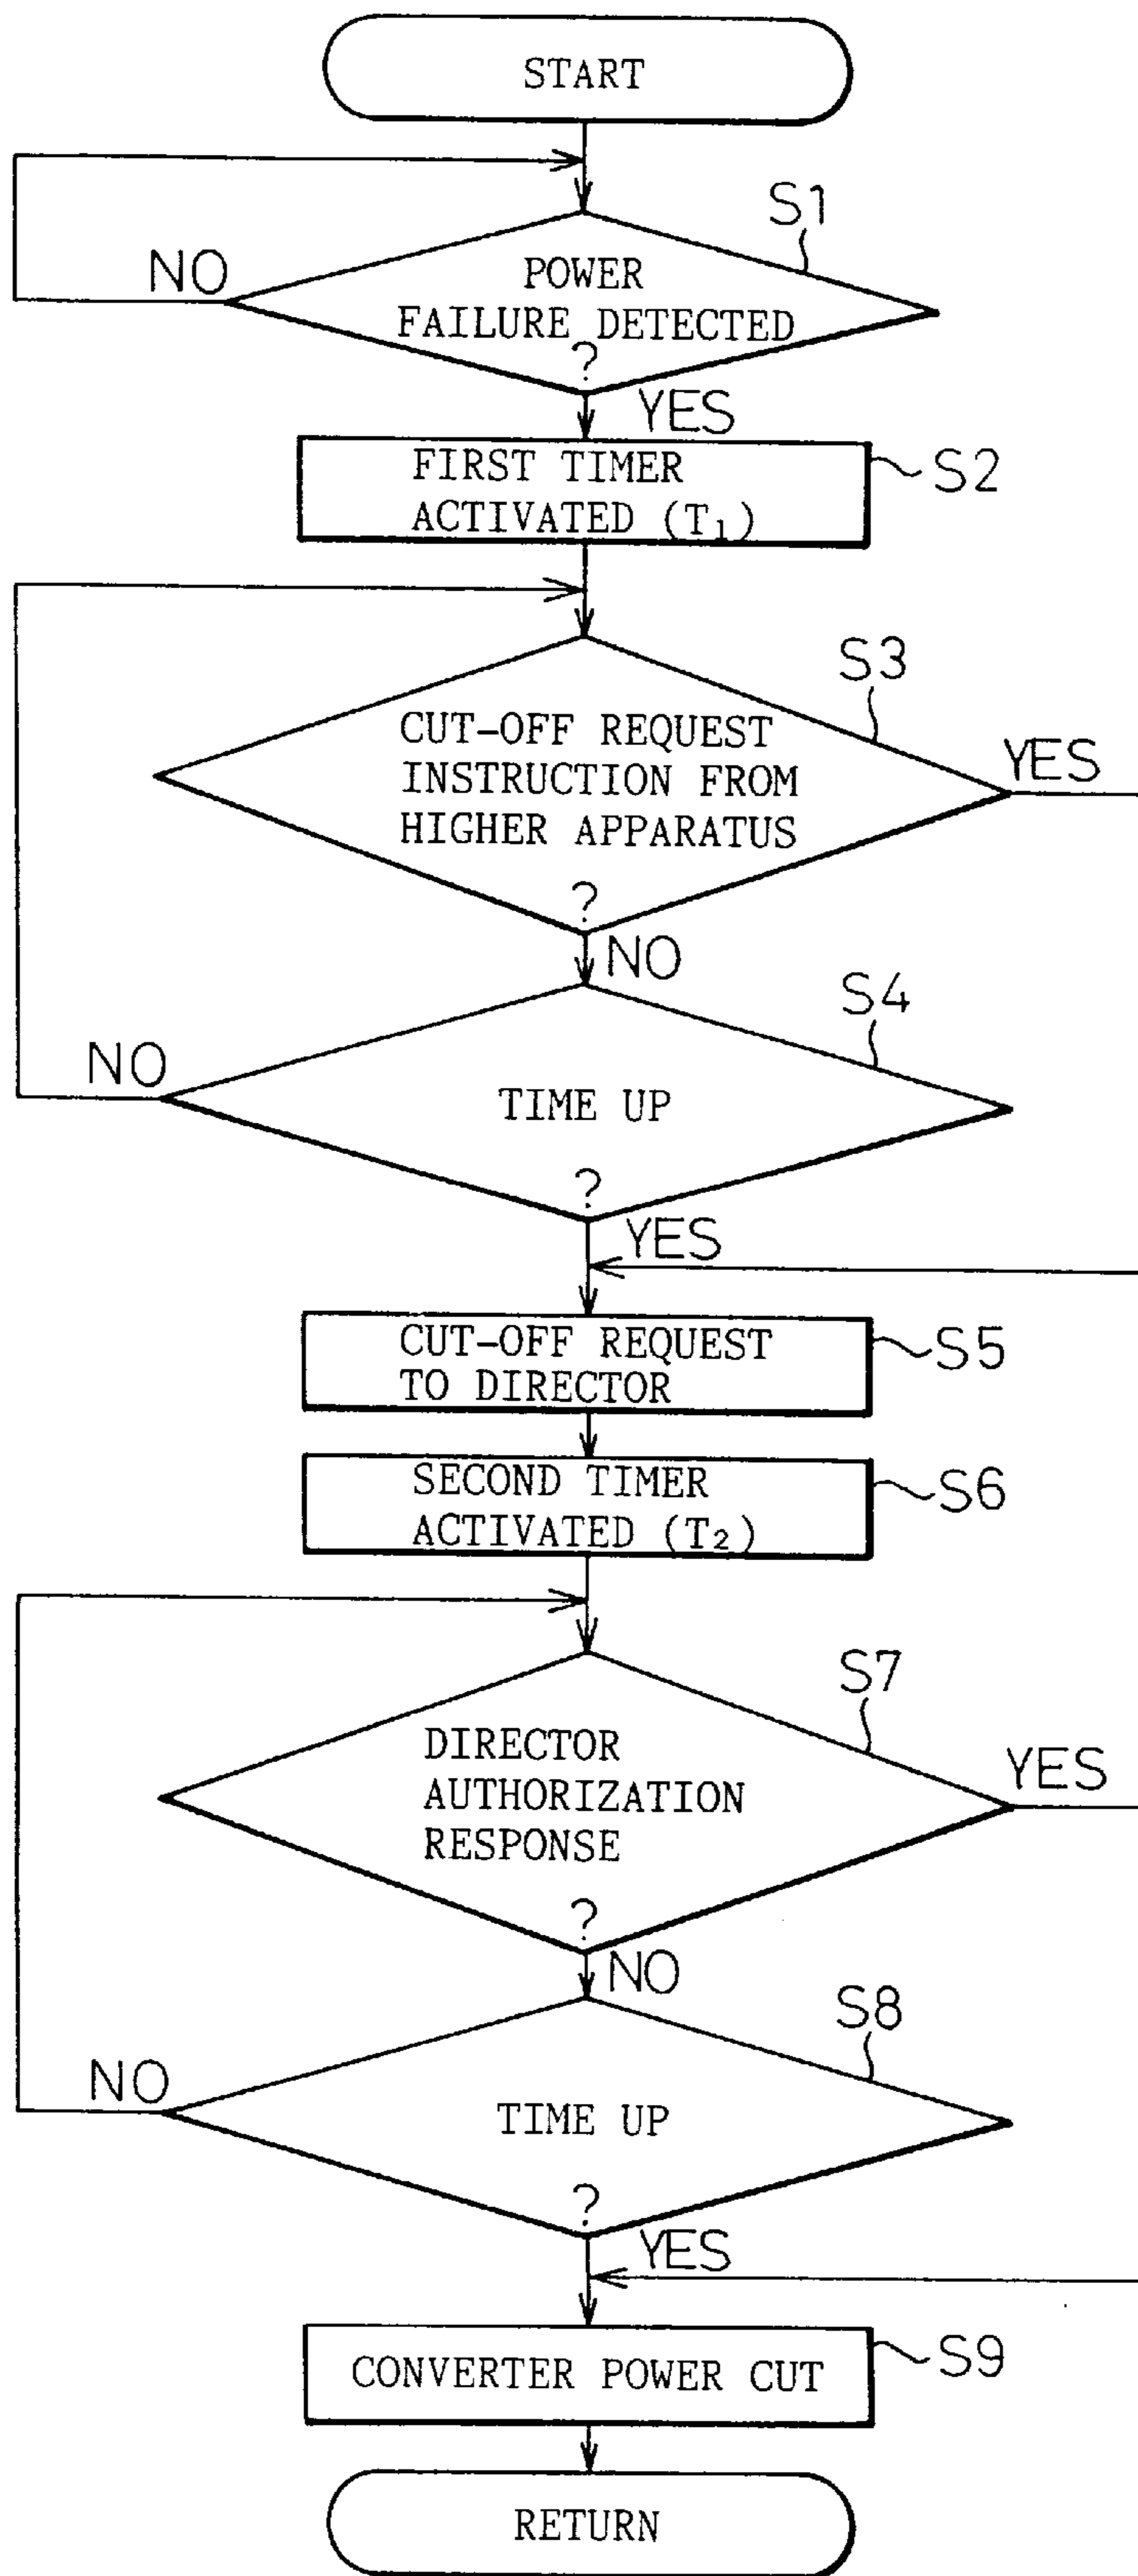 START
S1
NO
POWER
FAILURE DETECTED
?
YES
FIRST TIMER
ACTIVATED (T₁)
S2
S3
CUT-OFF REQUEST
INSTRUCTION FROM
HIGHER APPARATUS
?
YES
NO
S4
NO
TIME UP
?
YES
CUT-OFF REQUEST
TO DIRECTOR
S5
SECOND TIMER
ACTIVATED (T₂)
S6
S7
DIRECTOR
AUTHORIZATION
RESPONSE
?
YES
NO
S8
NO
TIME UP
?
YES
CONVERTER POWER CUT
S9
RETURN